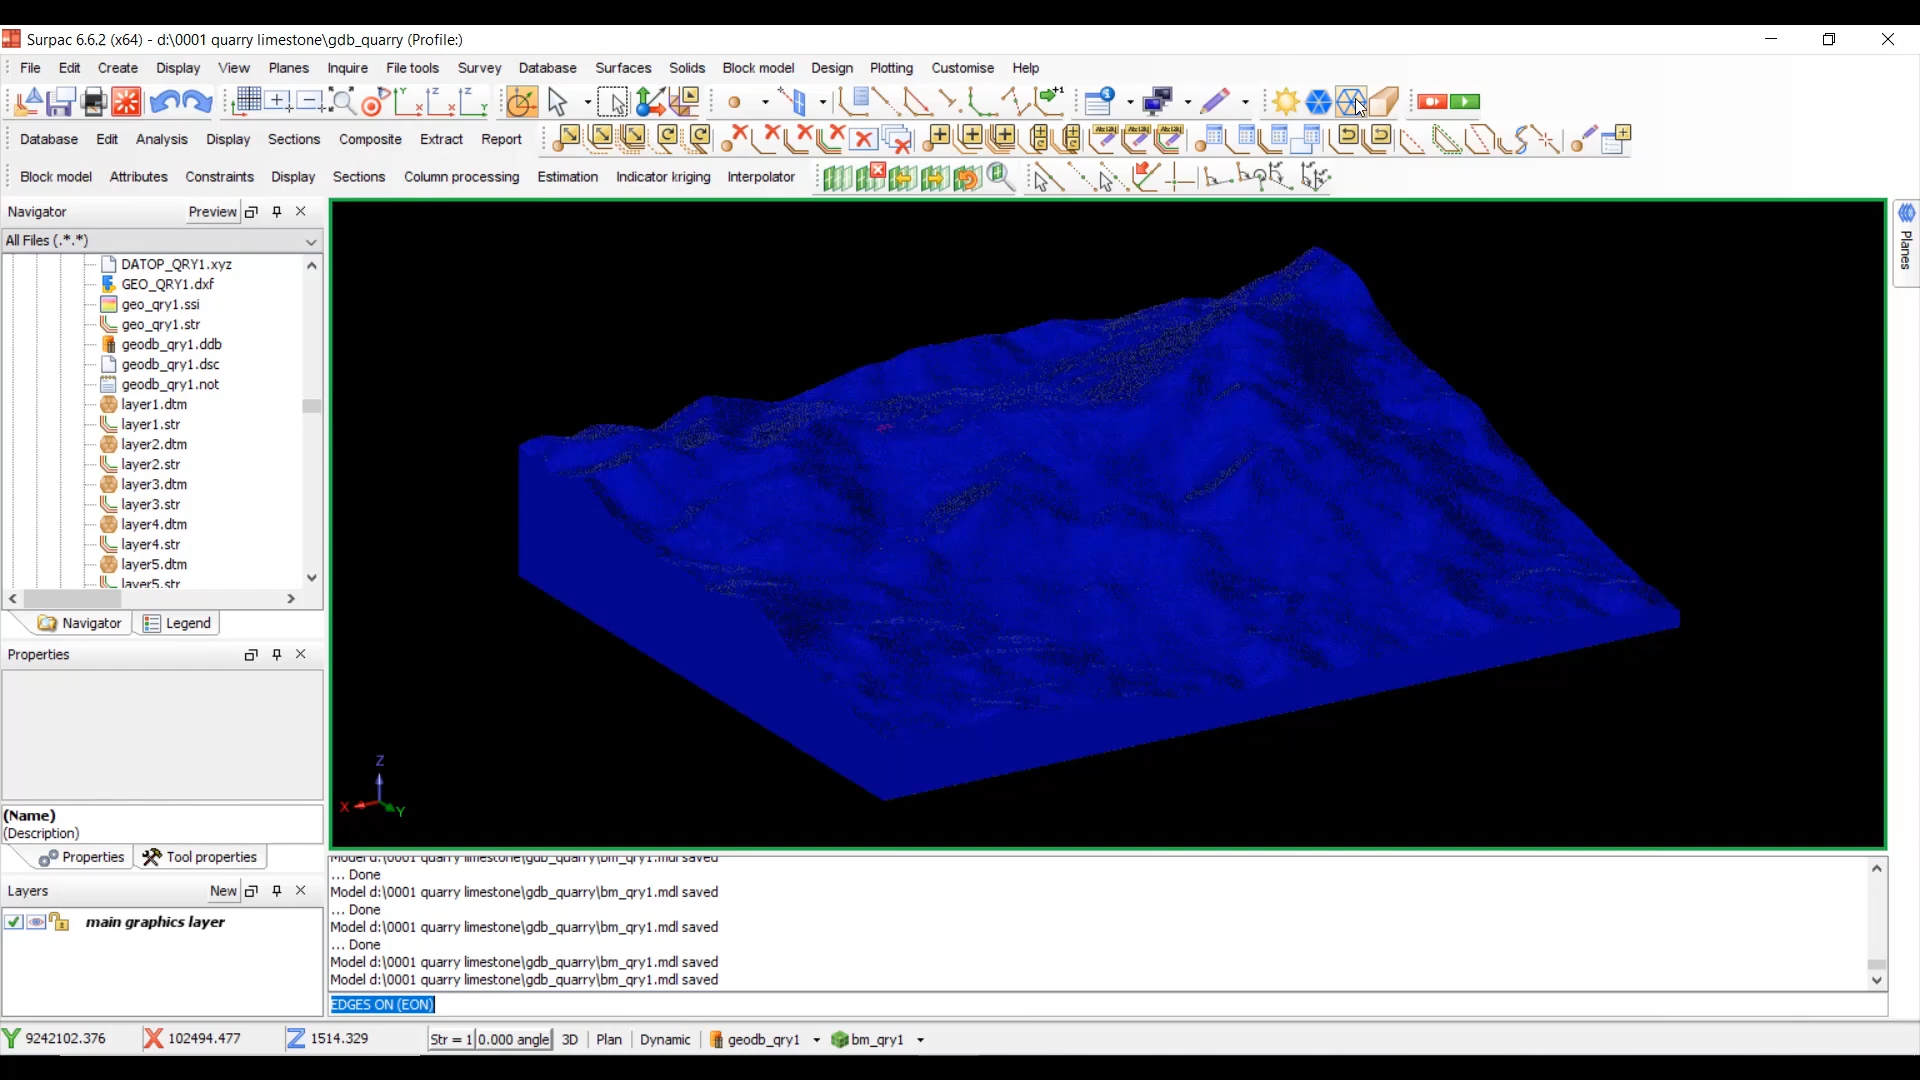 Surpac 6.6.2 (x64) - d:\0001 quarry limestone\gdb_quarry (Profile:)
File Edit Create Display View Planes Inquire File tools Survey Database Surfaces Solids Block model Design Plotting Customise Help
Database Edit Analysis Display Sections Composite Extract Report
Block model Attributes Constraints Display Sections Column processing Estimation Indicator kriging Interpolator
Navigator Preview
All Files (.*.*)
DATOP_QRY1.xyz
GEO_QRY1.dxf
geo_qry1.ssi
geo_qry1.str
geodb_qry1.ddb
geodb_qry1.dsc
geodb_qry1.not
layer1.dtm
layer1.str
layer2.dtm
layer2.str
layer3.dtm
layer3.str
layer4.dtm
layer4.str
layer5.dtm
layer5.str
Navigator Legend
Properties
(Name)
(Description)
Properties Tool properties
Layers New
main graphics layer
Planes
Z
X
Y
Model d:\0001 quarry limestone\gdb_quarry\bm_qry1.mdl saved
... Done
Model d:\0001 quarry limestone\gdb_quarry\bm_qry1.mdl saved
... Done
Model d:\0001 quarry limestone\gdb_quarry\bm_qry1.mdl saved
... Done
Model d:\0001 quarry limestone\gdb_quarry\bm_qry1.mdl saved
Model d:\0001 quarry limestone\gdb_quarry\bm_qry1.mdl saved
EDGES ON (EON)
Y 9242102.376 X 102494.477 Z 1514.329 Str = 1 0.000 angle 3D Plan Dynamic geodb_qry1 bm_qry1